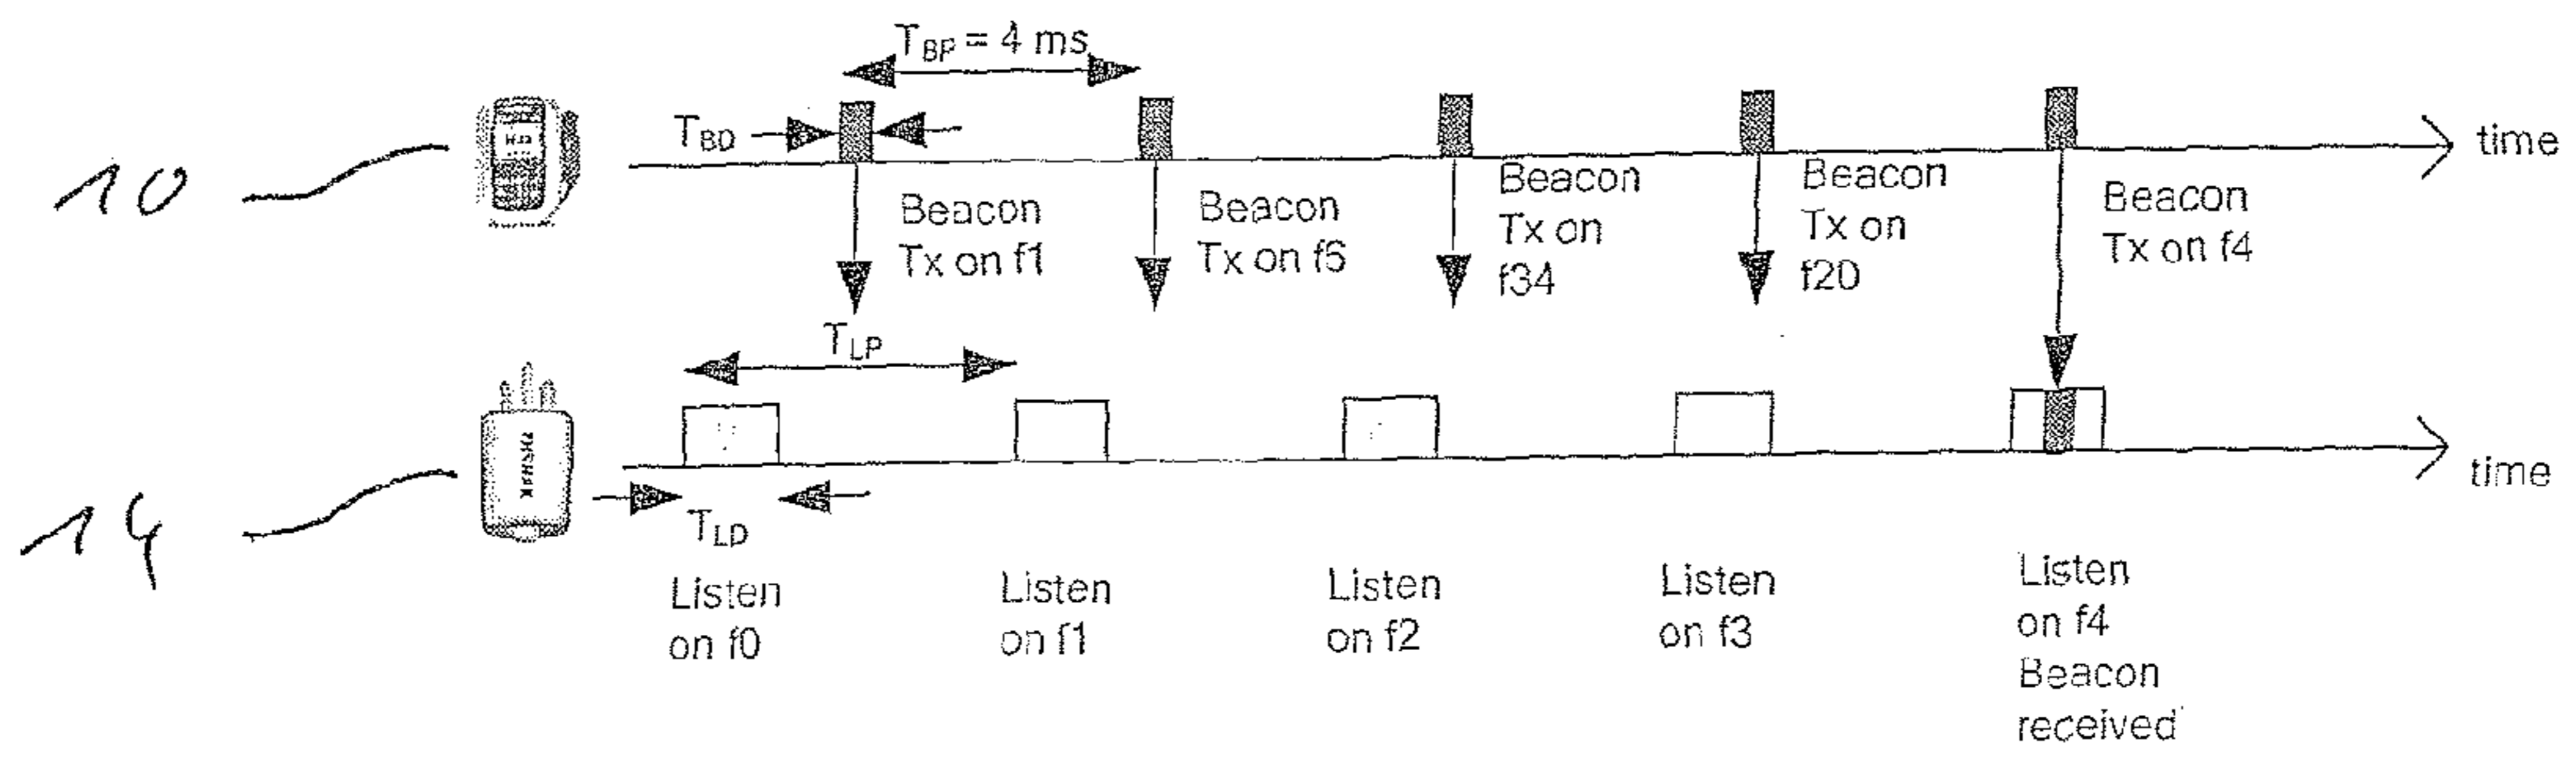 T_BP = 4 ms
T_BD
time
10
Beacon
Tx on f1
Beacon
Tx on f6
Beacon
Tx on
f34
Beacon
Tx on
f20
Beacon
Tx on f4
T_LP
14
time
T_LD
Listen
on f0
Listen
on f1
Listen
on f2
Listen
on f3
Listen
on f4
Beacon
received